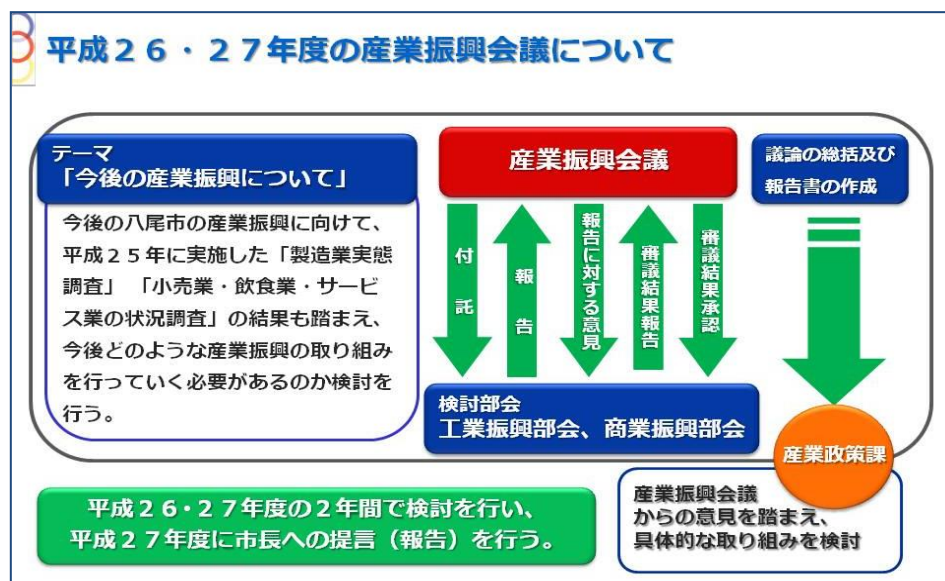 平成２６・２７年度の産業振興会議について
テーマ
「今後の産業振興について」
今後の八尾市の産業振興に向けて、
平成２５年に実施した「製造業実態
調査」「小売業・飲食業・サービ
ス業の状況調査」の結果も踏まえ、
今後どのような産業振興の取り組み
を行っていく必要があるのか検討を
行う。
産業振興会議
付託
報告
報告に対する意見
審議結果報告
審議結果承認
検討部会
工業振興部会、商業振興部会
議論の総括及び
報告書の作成
産業政策課
産業振興会議
からの意見を踏まえ、
具体的な取り組みを検討
平成２６・２７年度の２年間で検討を行い、
平成２７年度に市長への提言（報告）を行う。